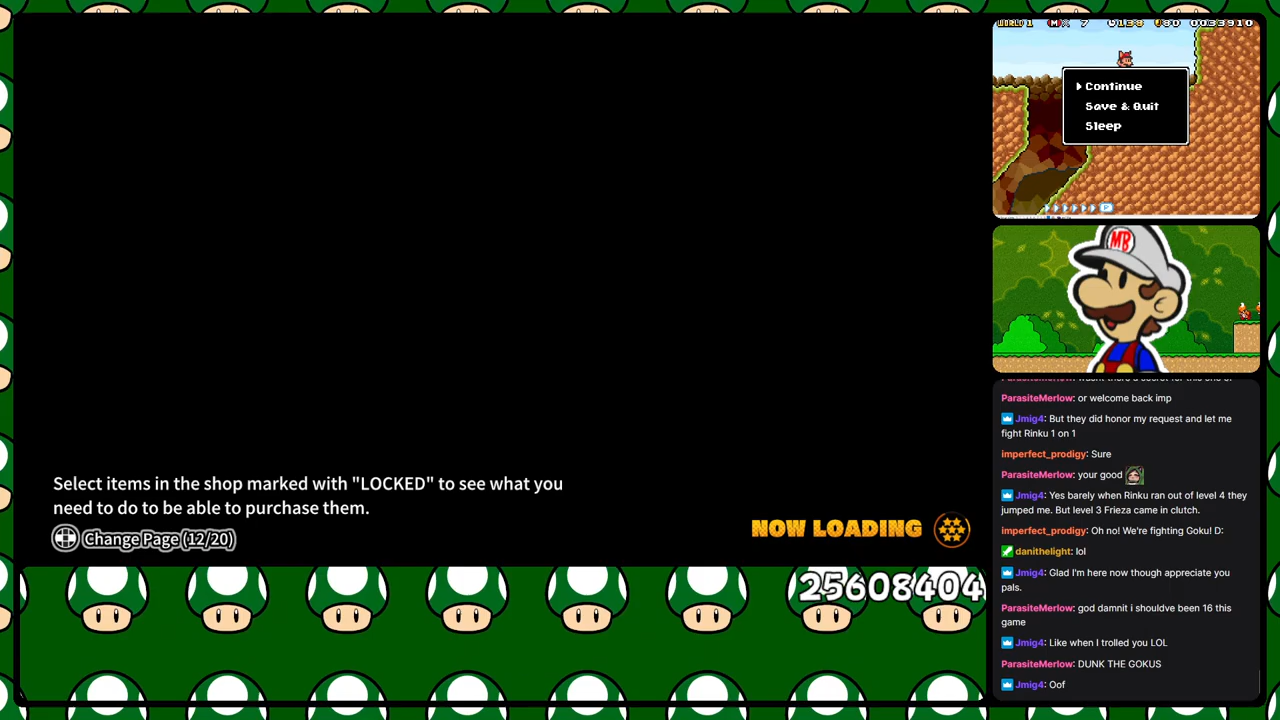 WORLD 1 (M)X 7 138 80 0033910
Continue
Save & Quit
Sleep
MB
ParasiteMerlow: or welcome back imp
Jmig4: But they did honor my request and let me
fight Rinku 1 on 1
imperfect_prodigy: Sure
ParasiteMerlow: your good
Jmig4: Yes barely when Rinku ran out of level 4 they
jumped me. But level 3 Frieza came in clutch.
imperfect_prodigy: Oh no! We're fighting Goku! D:
danithelight: lol
Jmig4: Glad I'm here now though appreciate you
pals.
ParasiteMerlow: god damnit i shouldve been 16 this
game
Jmig4: Like when I trolled you LOL
ParasiteMerlow: DUNK THE GOKUS
Jmig4: Oof
Select items in the shop marked with "LOCKED" to see what you
need to do to be able to purchase them.
Change Page (12/20)
NOW LOADING
25608404